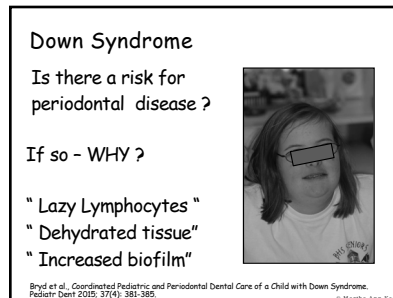 Down Syndrome
Is there a risk for
periodontal disease ?
If so – WHY ?
“ Lazy Lymphocytes “
“ Dehydrated tissue”
“ Increased biofilm”
Bryd et al., Coordinated Pediatric and Periodontal Dental Care of a Child with Down Syndrome.
Pediatr Dent 2015; 37(4): 381-385.